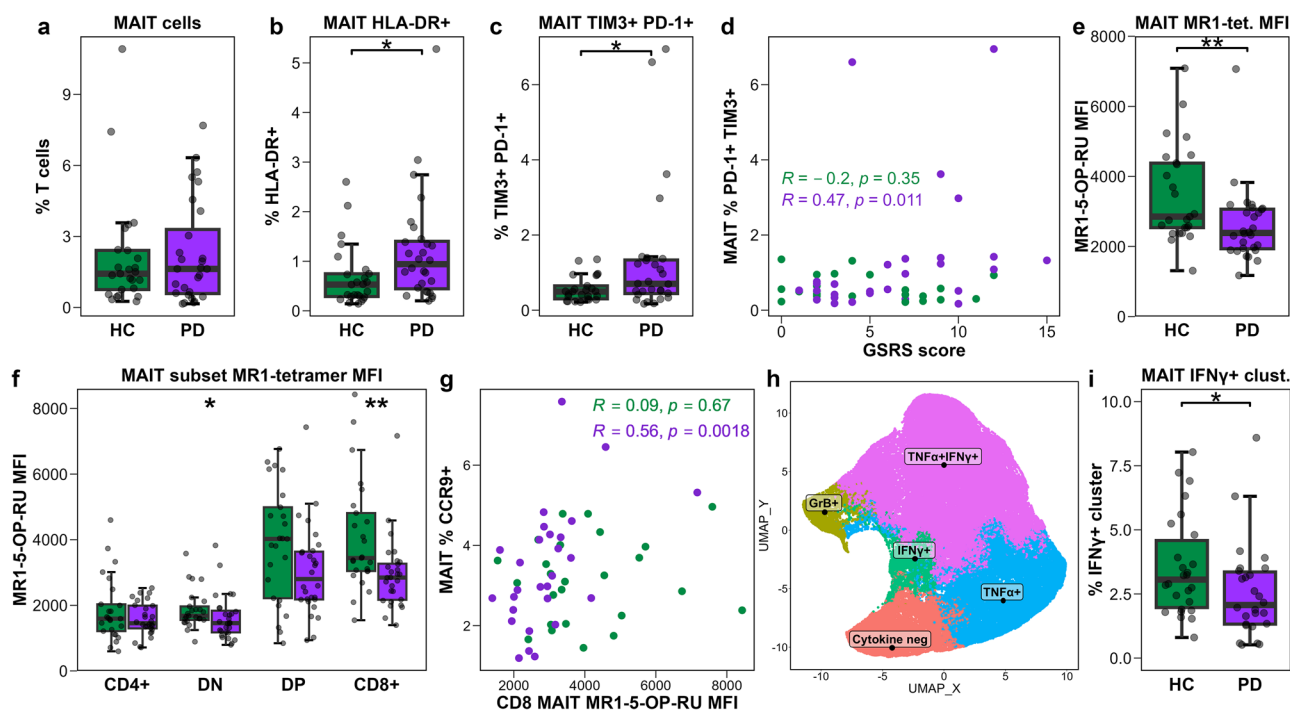 a
MAIT cells
% T cells
9
6
3
0
HC
PD
b
MAIT HLA-DR+
*
% HLA-DR+
5
4
3
2
1
0
HC
PD
c
MAIT TIM3+ PD-1+
*
% TIM3+ PD-1+
6
4
2
0
HC
PD
d
MAIT % PD-1+ TIM3+
6
4
2
0
R = − 0.2, p = 0.35
R = 0.47, p = 0.011
0
5
10
15
GSRS score
e
MAIT MR1-tet. MFI
**
MR1-5-OP-RU MFI
8000
6000
4000
2000
0
HC
PD
f
MAIT subset MR1-tetramer MFI
*
**
MR1-5-OP-RU MFI
8000
6000
4000
2000
0
CD4+
DN
DP
CD8+
g
R = 0.09, p = 0.67
R = 0.56, p = 0.0018
MAIT % CCR9+
6
4
2
2000
4000
6000
8000
CD8 MAIT MR1-5-OP-RU MFI
h
UMAP_Y
10
5
0
-5
-10
TNFα+IFNγ+
GrB+
IFNγ+
TNFα+
Cytokine neg
-10
-5
0
5
10
UMAP_X
i
MAIT IFNγ+ clust.
*
% IFNγ+ cluster
10.0
7.5
5.0
2.5
0.0
HC
PD